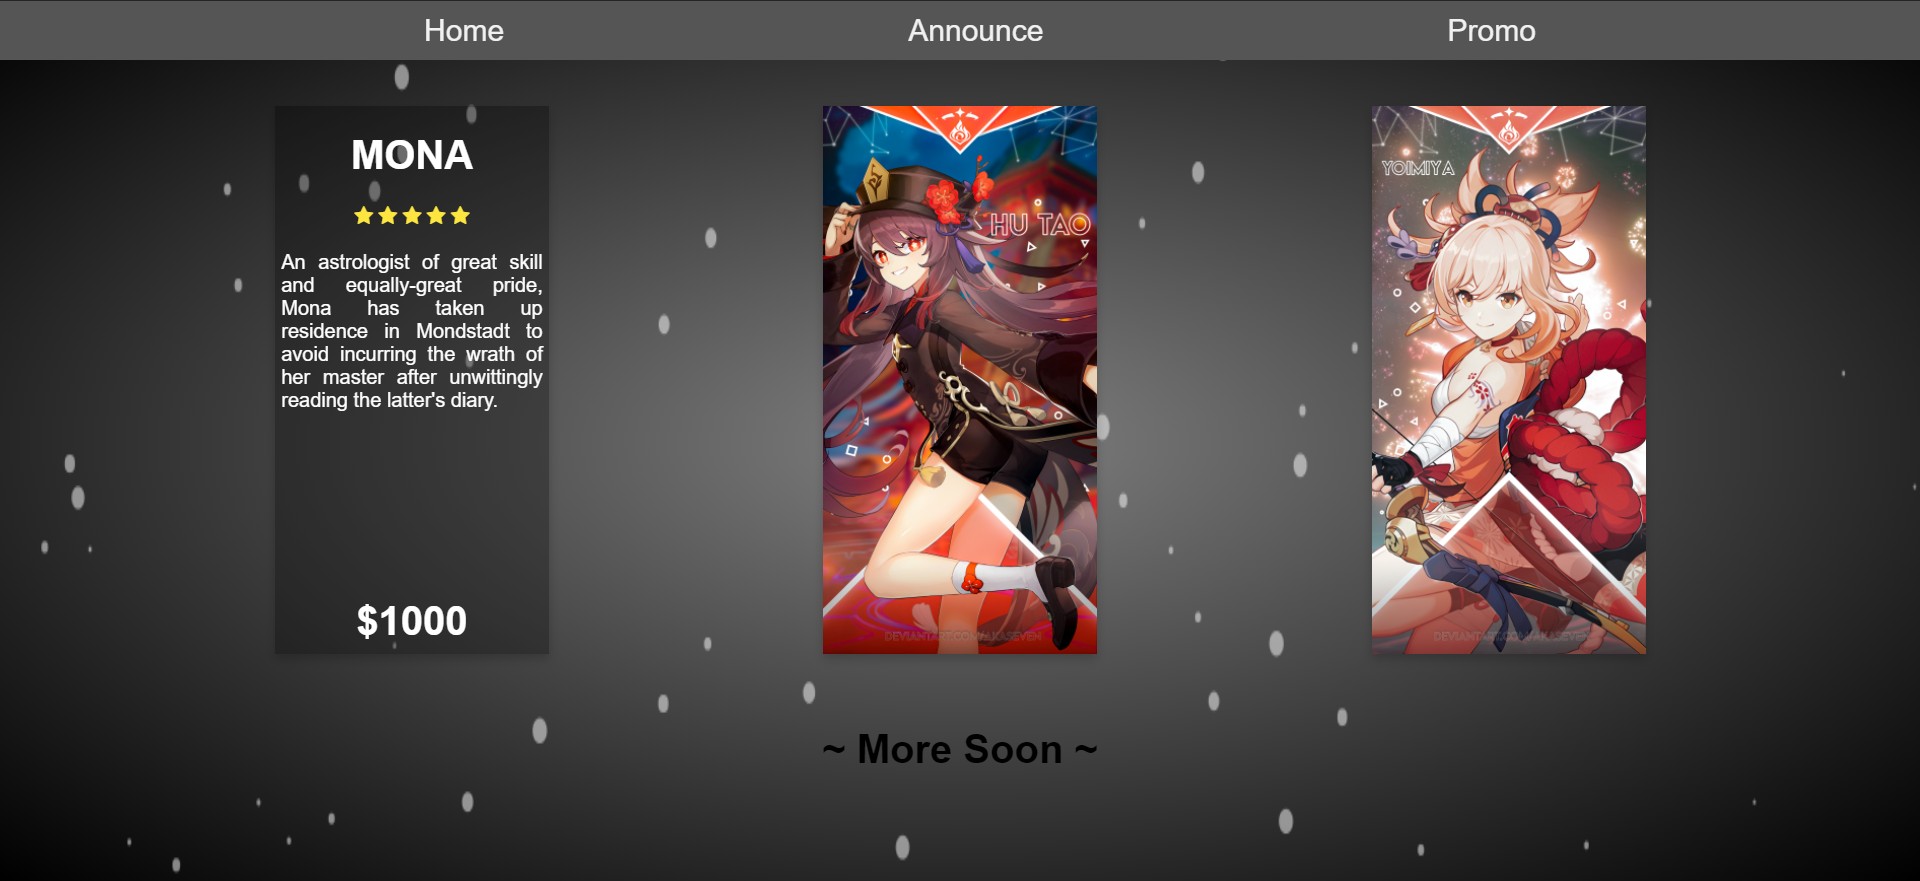 Home
Announce
Promo
MONA
An astrologist of great skill
and equally-great pride,
Mona has taken up
residence in Mondstadt to
avoid incurring the wrath of
her master after unwittingly
reading the latter's diary.
$1000
HU TAO
DEVIANTART.COM/AKASEVEN
YOIMIYA
DEVIANTART.COM/AKASEVEN
~ More Soon ~